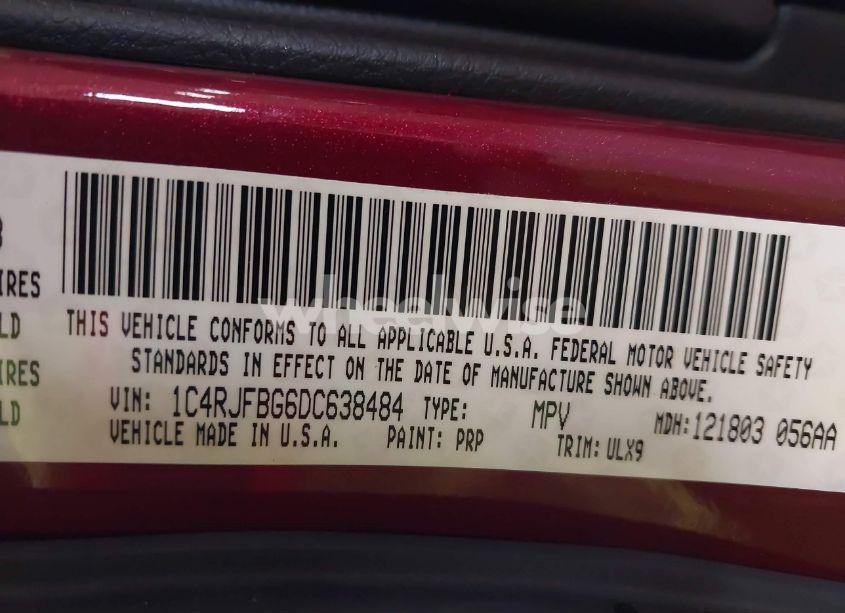 3
IRES
LD
IRES
LD
wheelwise
THIS VEHICLE CONFORMS TO ALL APPLICABLE U.S.A. FEDERAL MOTOR VEHICLE SAFETY
STANDARDS IN EFFECT ON THE DATE OF MANUFACTURE SHOWN ABOVE.
VIN: 1C4RJFBG6DC638484 TYPE: MPV MDH:121803 056AA
VEHICLE MADE IN U.S.A. PAINT: PRP TRIM: ULX9